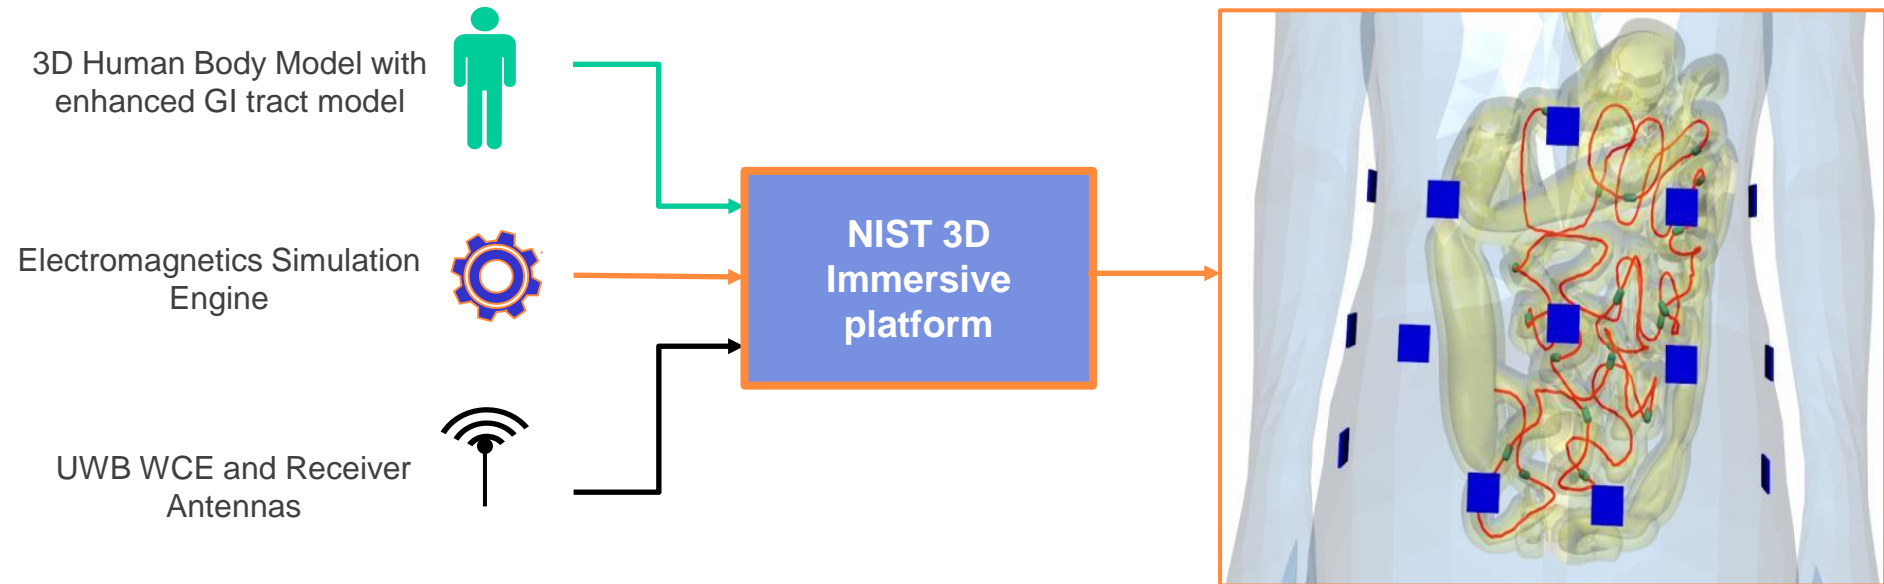 3D Human Body Model with
enhanced GI tract model
Electromagnetics Simulation
Engine
UWB WCE and Receiver
Antennas
NIST 3D
Immersive
platform